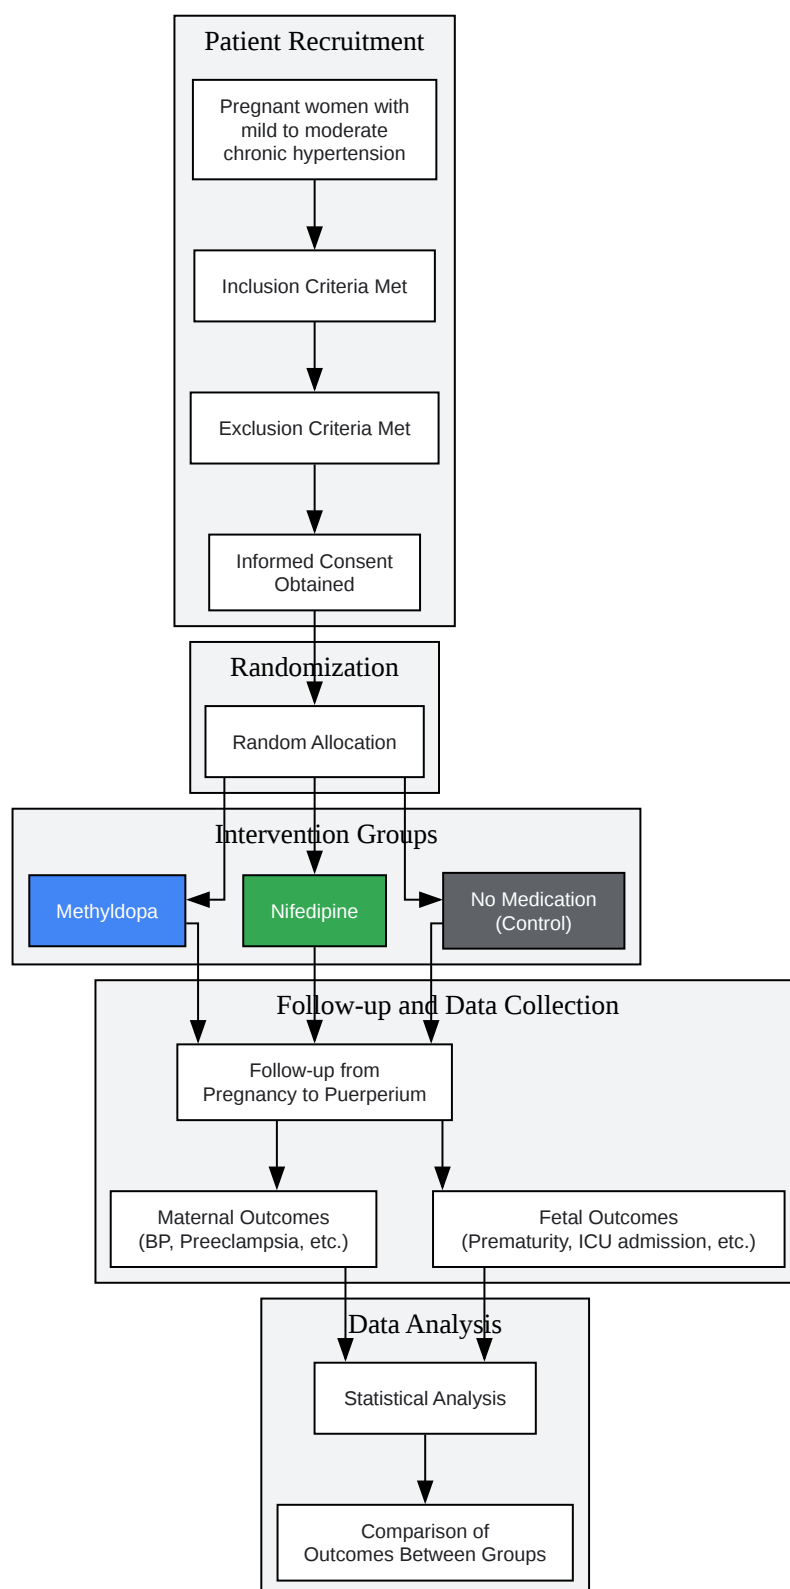 Patient Recruitment
Pregnant women with
mild to moderate
chronic hypertension
Inclusion Criteria Met
Exclusion Criteria Met
Informed Consent
Obtained
Randomization
Random Allocation
Intervention Groups
Methyldopa
Nifedipine
No Medication
(Control)
Follow-up and Data Collection
Follow-up from
Pregnancy to Puerperium
Maternal Outcomes
(BP, Preeclampsia, etc.)
Fetal Outcomes
(Prematurity, ICU admission, etc.)
Data Analysis
Statistical Analysis
Comparison of
Outcomes Between Groups